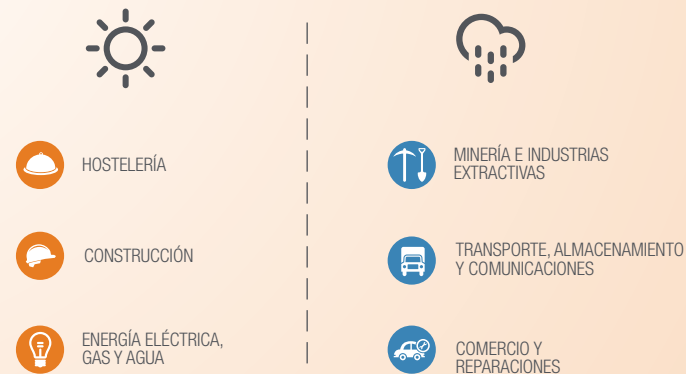 HOSTELERÍA
CONSTRUCCIÓN
ENERGÍA ELÉCTRICA,
GAS Y AGUA
MINERÍA E INDUSTRIAS
EXTRACTIVAS
TRANSPORTE, ALMACENAMIENTO
Y COMUNICACIONES
COMERCIO Y
REPARACIONES